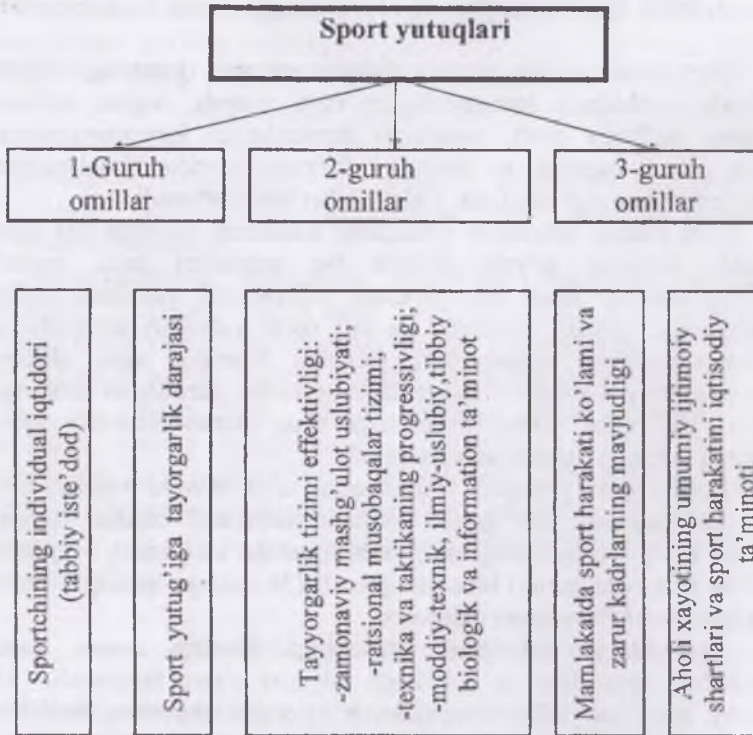 Sport yutuqlari
1-Guruh
omillar
2-guruh
omillar
3-guruh
omillar
Sportchining individual iqtidori
(tabbiy iste'dod)
Sport yutug'iga tayorgarlik darajasi
Tayyorgarlik tizimi effektivligi:
-zamonaviy mashg'ulot uslubiyati;
-ratsional musobaqalar tizimi;
-texnika va taktikaning progressivligi;
-moddiy-texnik, ilmiy-uslubiy,tibbiy
biologik va information ta'minot
Mamlakatda sport harakati ko'lami va
zarur kadrlarning mavjudligi
Aholi xayotining umumiy ijtimoiy
shartlari va sport harakatini iqtisodiy
ta'minoti